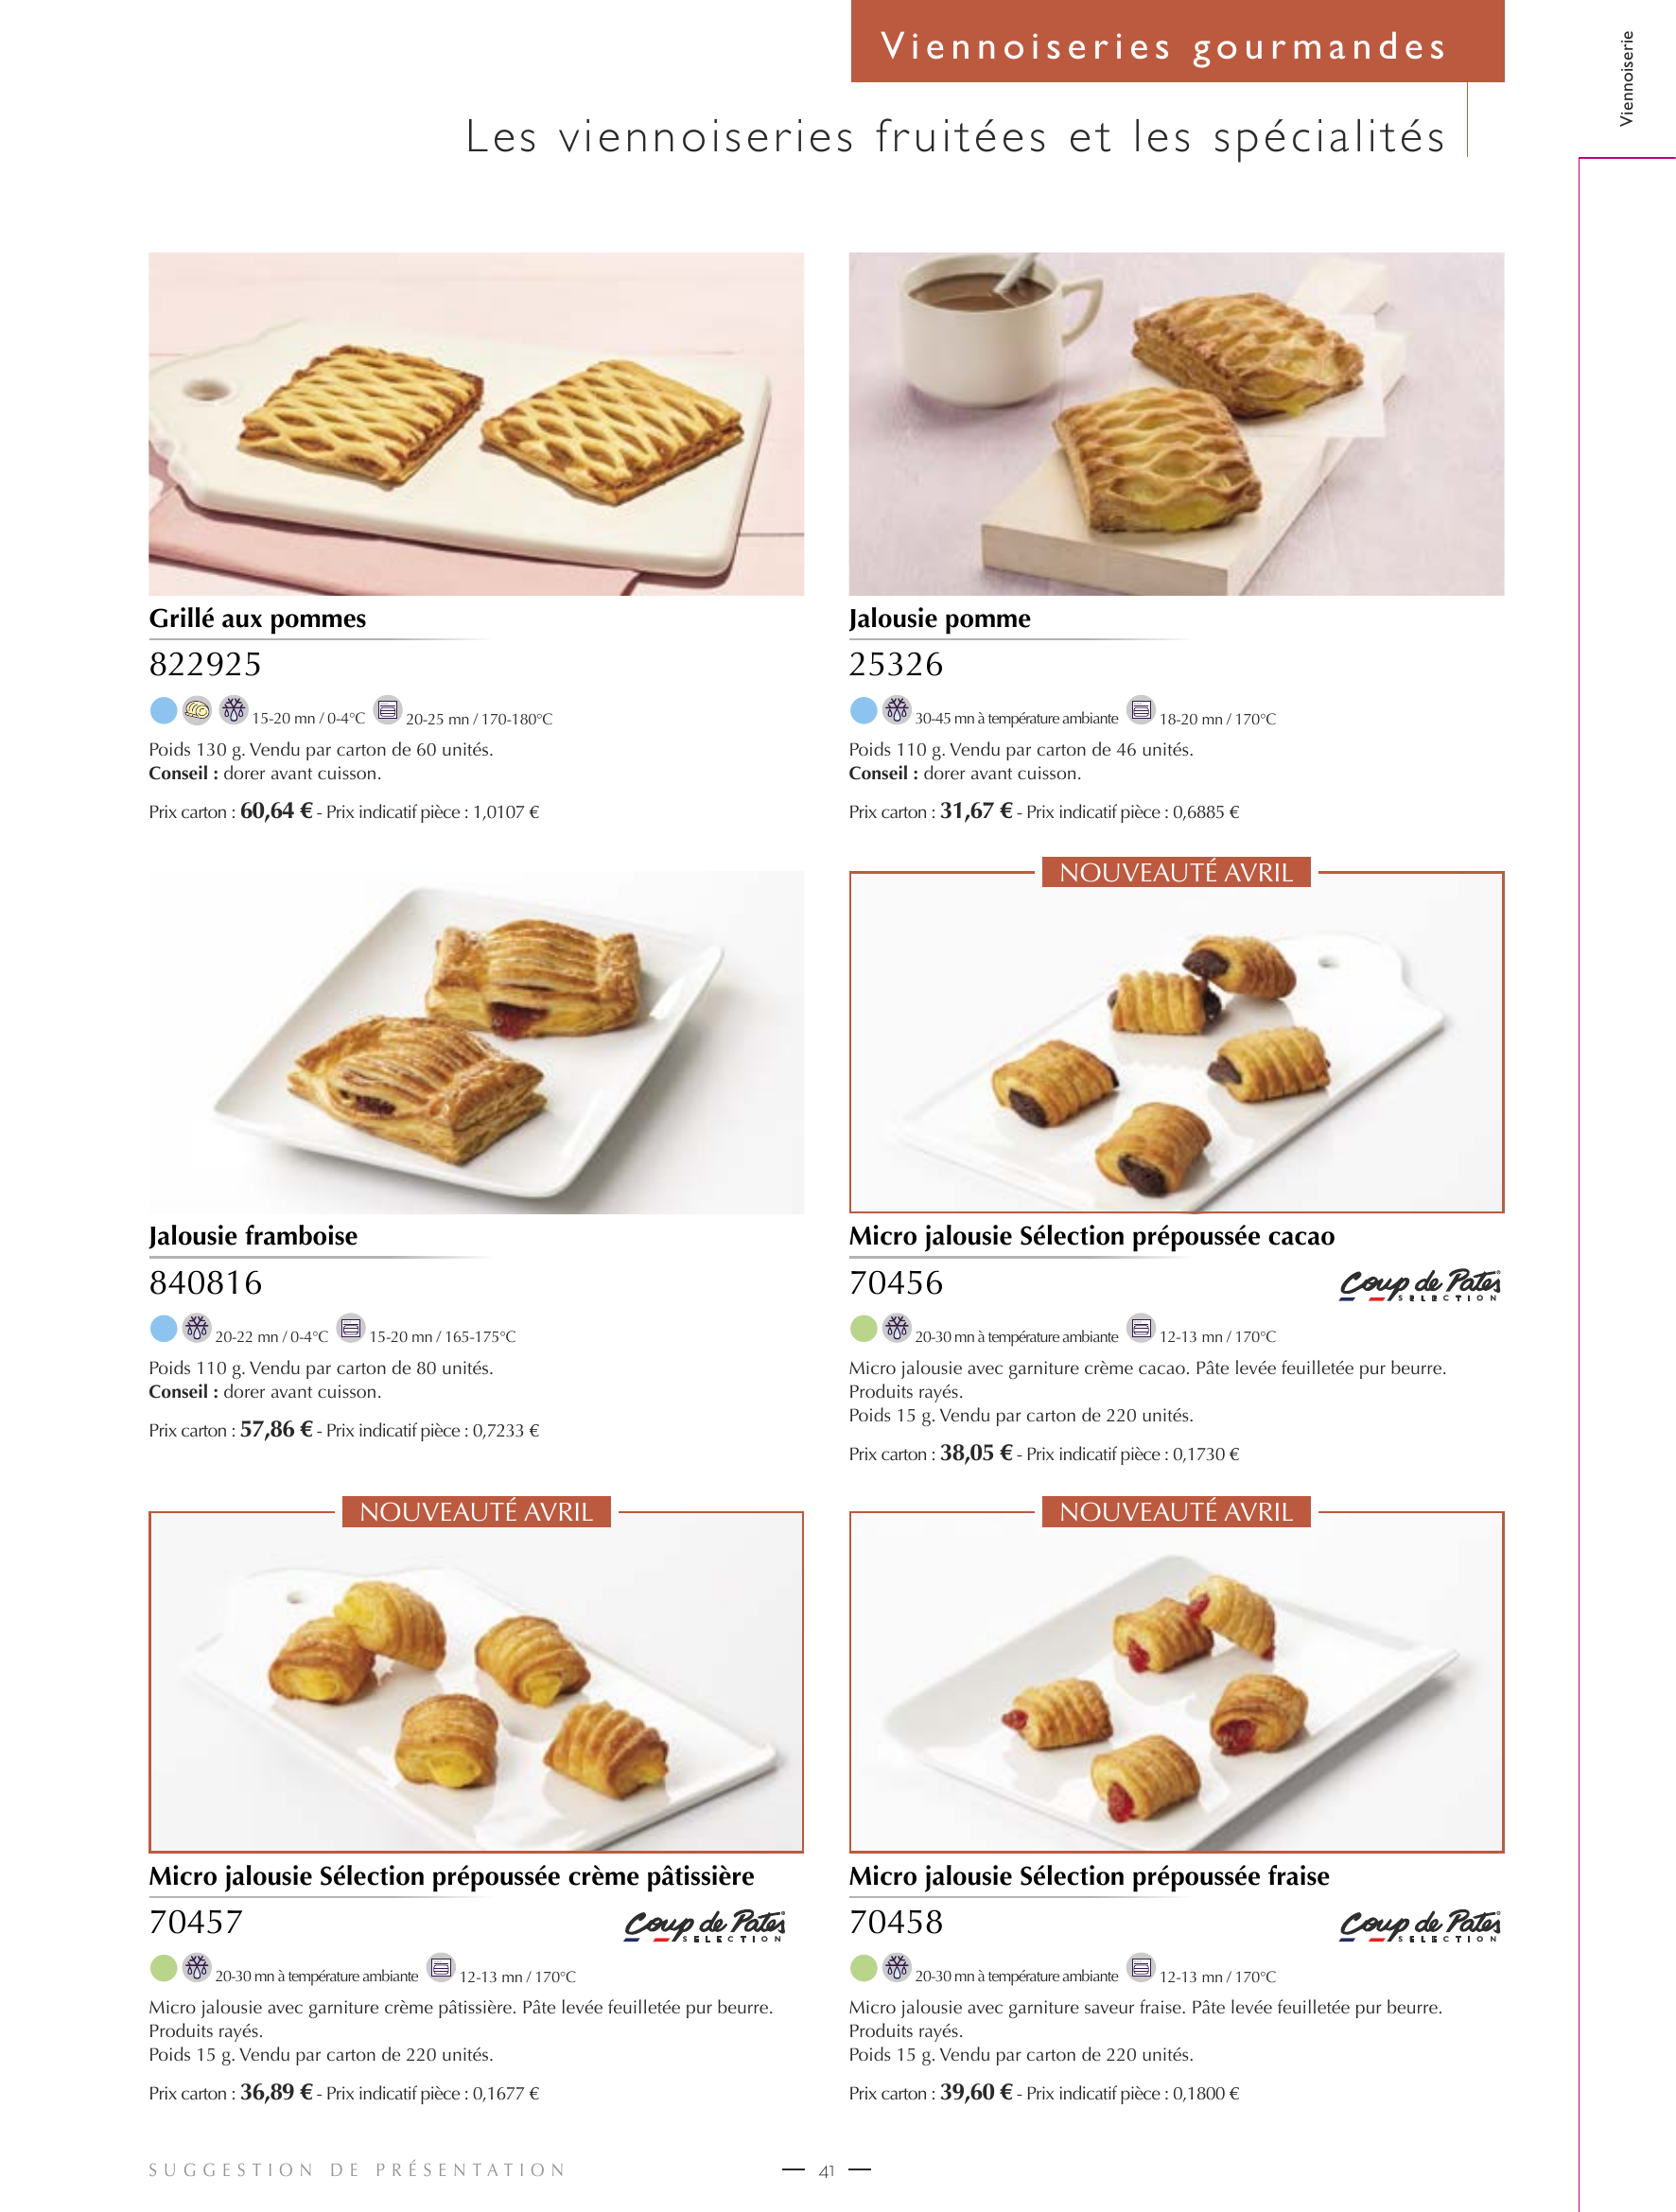 Viennoiseries gourmandes
Viennoiserie
Les viennoiseries fruitées et les spécialités
Grillé aux pommes
822925
15-20 mn / 0-4°C 20-25 mn / 170-180°C
Poids 130 g. Vendu par carton de 60 unités.
Conseil : dorer avant cuisson.
Prix carton : 60,64 € - Prix indicatif pièce : 1,0107 €
Jalousie pomme
25326
30-45 mn à température ambiante 18-20 mn / 170°C
Poids 110 g. Vendu par carton de 46 unités.
Conseil : dorer avant cuisson.
Prix carton : 31,67 € - Prix indicatif pièce : 0,6885 €
Jalousie framboise
840816
20-22 mn / 0-4°C 15-20 mn / 165-175°C
Poids 110 g. Vendu par carton de 80 unités.
Conseil : dorer avant cuisson.
Prix carton : 57,86 € - Prix indicatif pièce : 0,7233 €
NOUVEAUTÉ AVRIL
Micro jalousie Sélection prépoussée cacao
70456
Coup de Pates
SELECTION
20-30 mn à température ambiante 12-13 mn / 170°C
Micro jalousie avec garniture crème cacao. Pâte levée feuilletée pur beurre.
Produits rayés.
Poids 15 g. Vendu par carton de 220 unités.
Prix carton : 38,05 € - Prix indicatif pièce : 0,1730 €
NOUVEAUTÉ AVRIL
Micro jalousie Sélection prépoussée crème pâtissière
70457
Coup de Pates
SELECTION
20-30 mn à température ambiante 12-13 mn / 170°C
Micro jalousie avec garniture crème pâtissière. Pâte levée feuilletée pur beurre.
Produits rayés.
Poids 15 g. Vendu par carton de 220 unités.
Prix carton : 36,89 € - Prix indicatif pièce : 0,1677 €
NOUVEAUTÉ AVRIL
Micro jalousie Sélection prépoussée fraise
70458
Coup de Pates
SELECTION
20-30 mn à température ambiante 12-13 mn / 170°C
Micro jalousie avec garniture saveur fraise. Pâte levée feuilletée pur beurre.
Produits rayés.
Poids 15 g. Vendu par carton de 220 unités.
Prix carton : 39,60 € - Prix indicatif pièce : 0,1800 €
SUGGESTION DE PRÉSENTATION
41